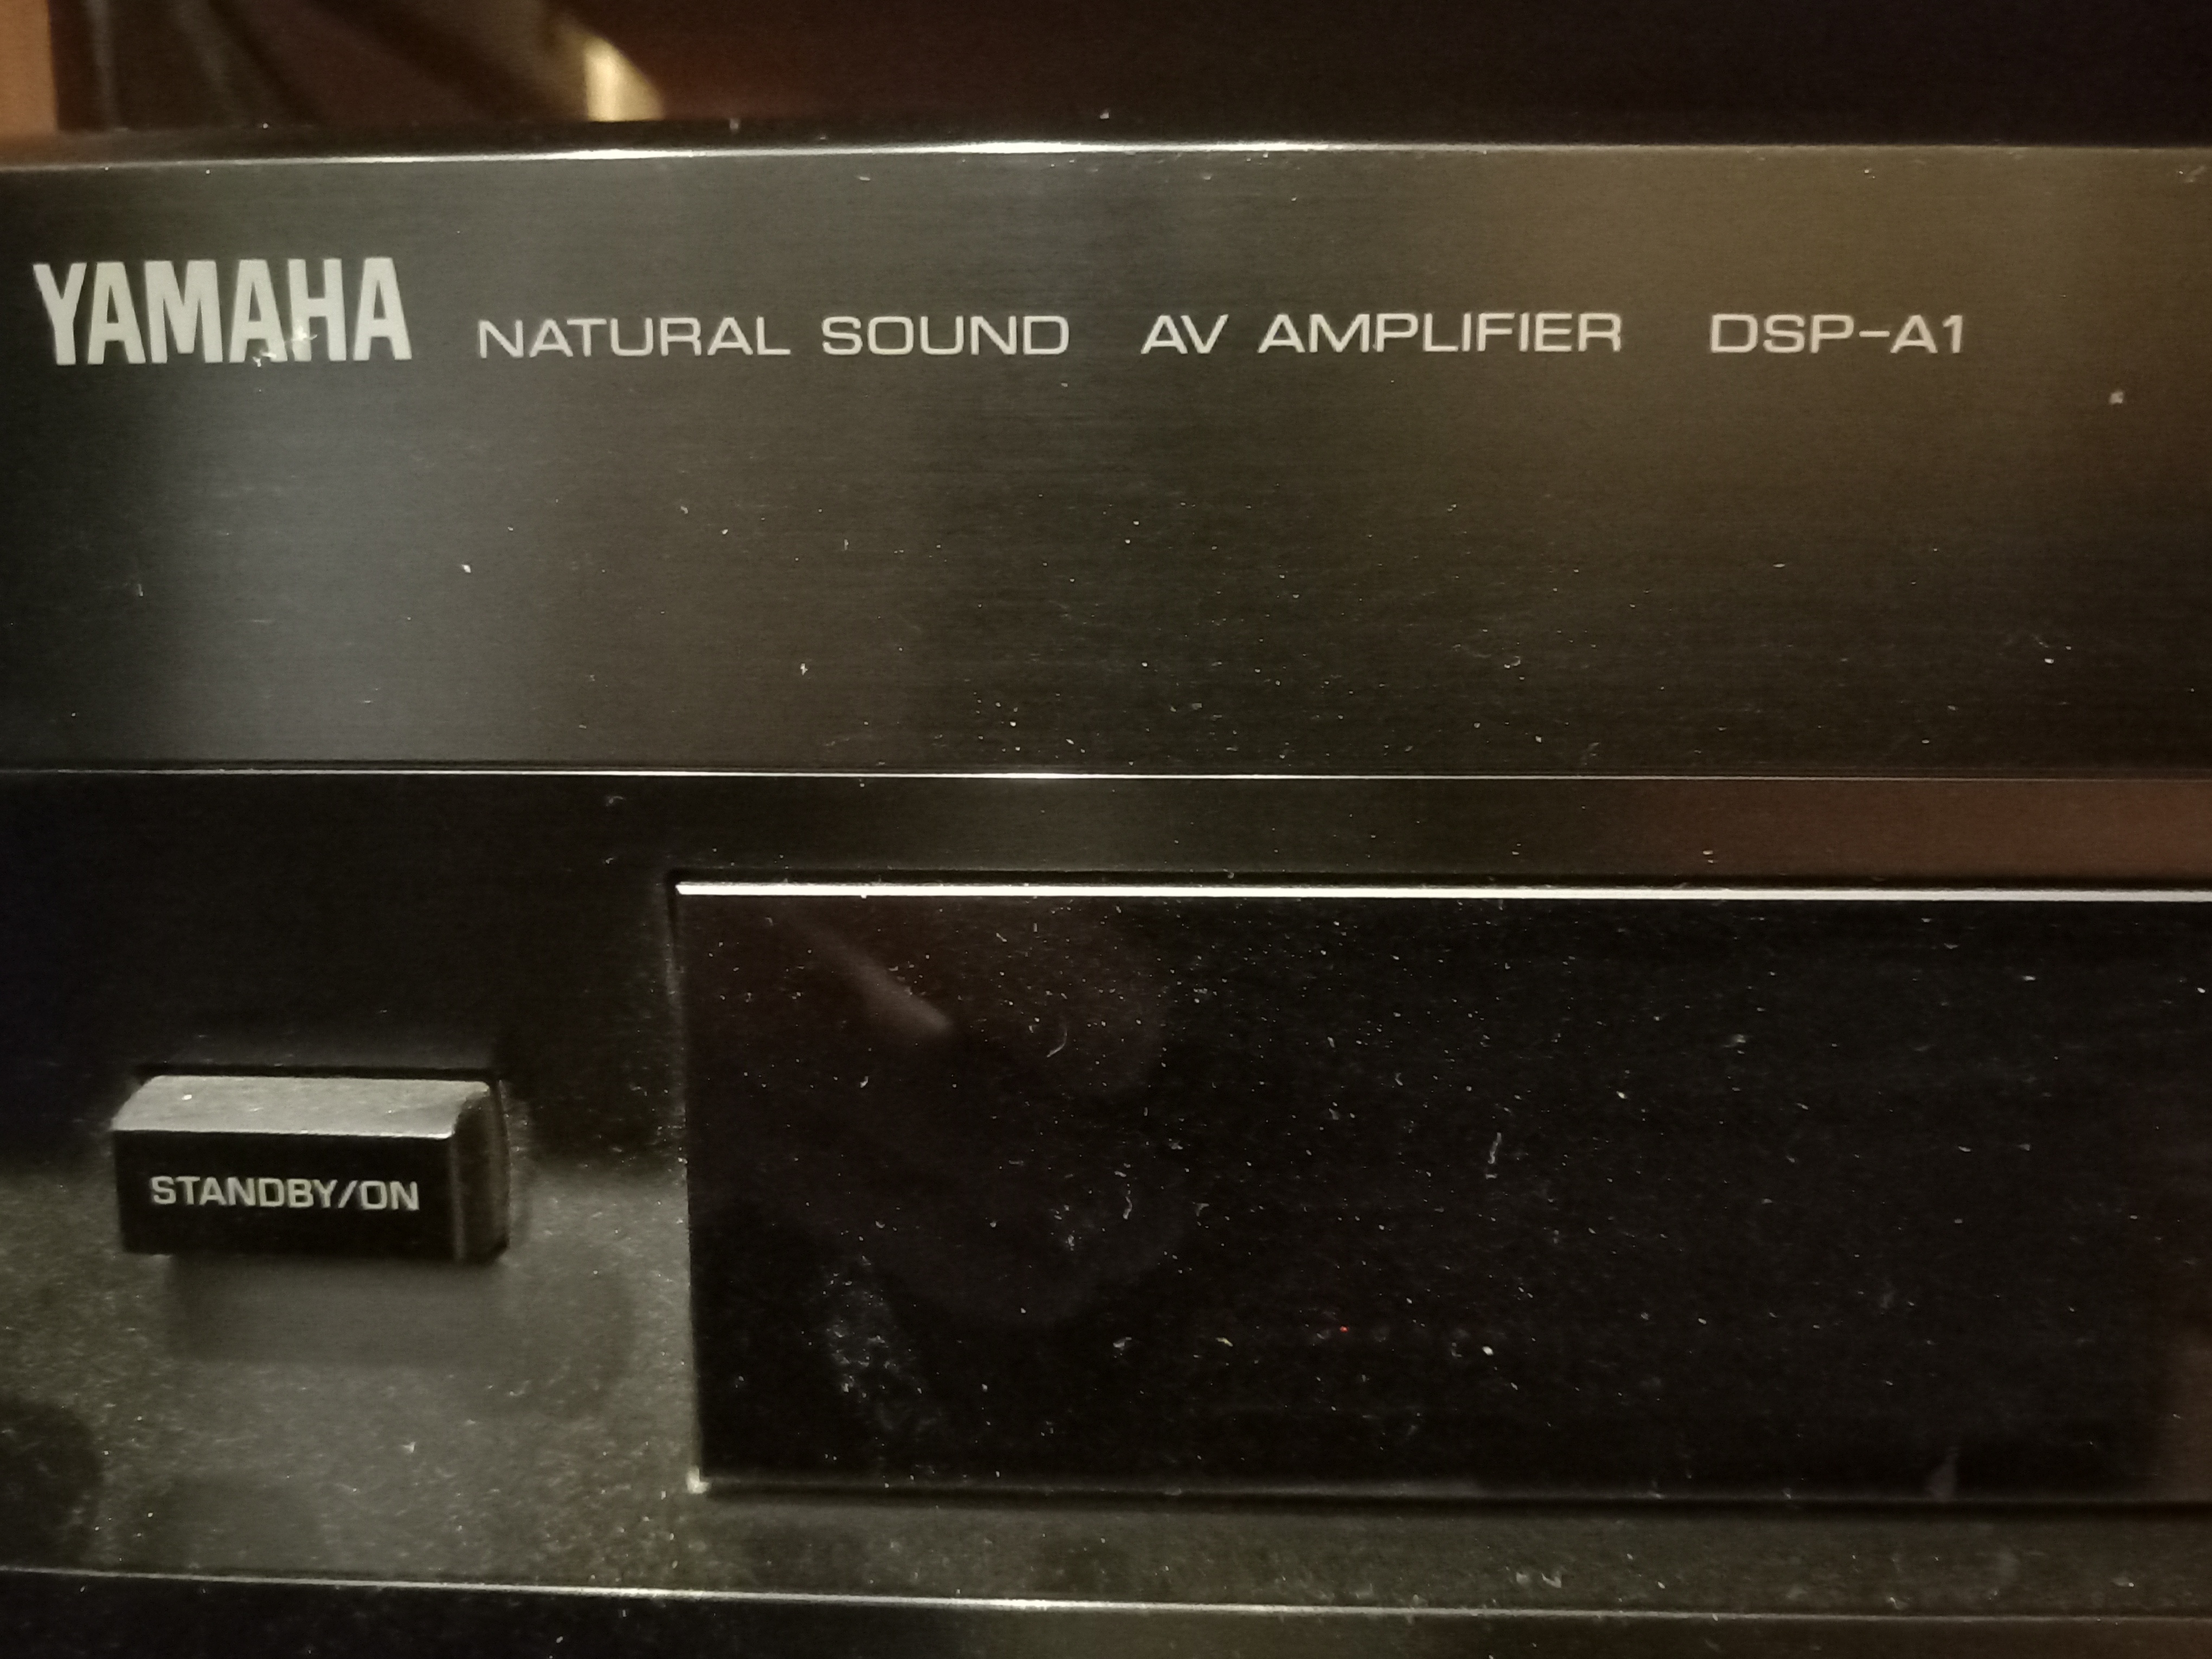 YAMAHA NATURAL SOUND AV AMPLIFIER DSP-A1
STANDBY/ON